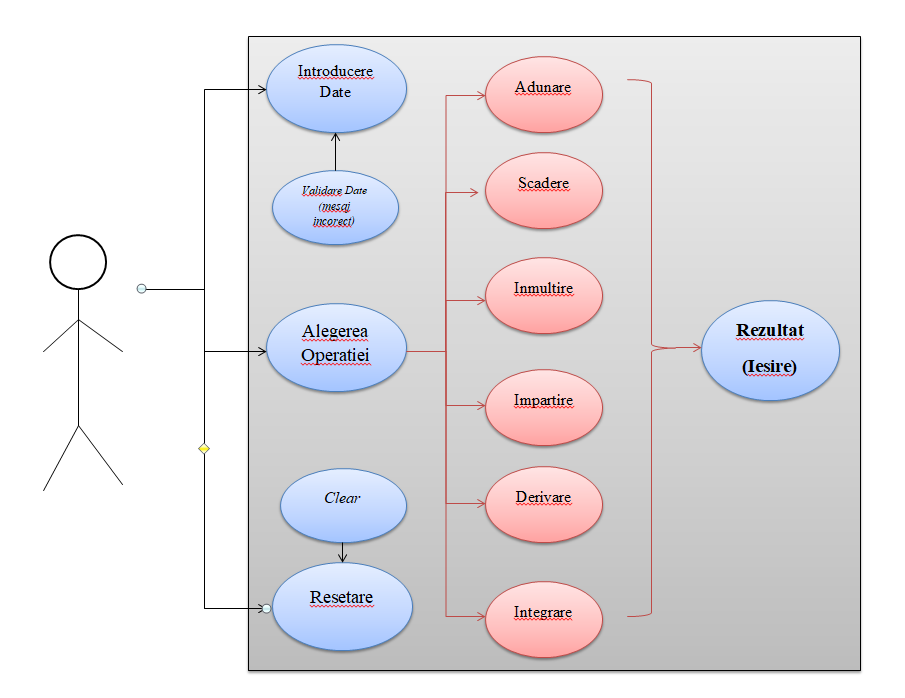 Introducere
Date
Validare Date
(mesaj
incorect)
Alegerea
Operatiei
Clear
Resetare
Adunare
Scadere
Inmultire
Impartire
Derivare
Integrare
Rezultat
(Iesire)